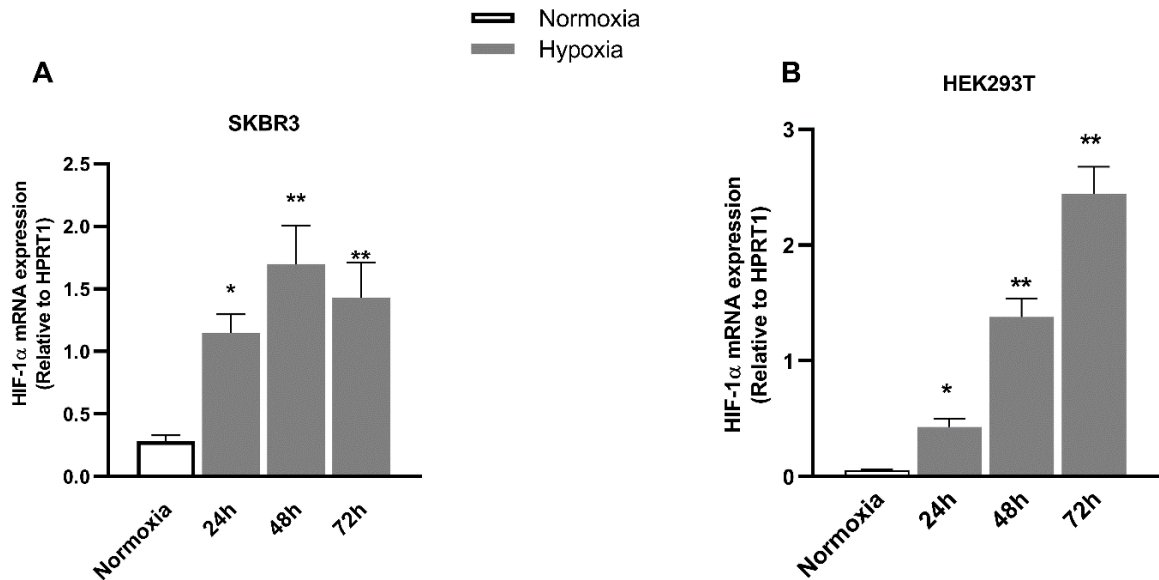 Normoxia
Hypoxia
A
SKBR3
HIF-1α mRNA expression
(Relative to HPRT1)
2.5
2.0
1.5
1.0
0.5
0.0
*
**
**
Normoxia
24h
48h
72h
B
HEK293T
HIF-1α mRNA expression
(Relative to HPRT1)
3
2
1
0
*
**
**
Normoxia
24h
48h
72h